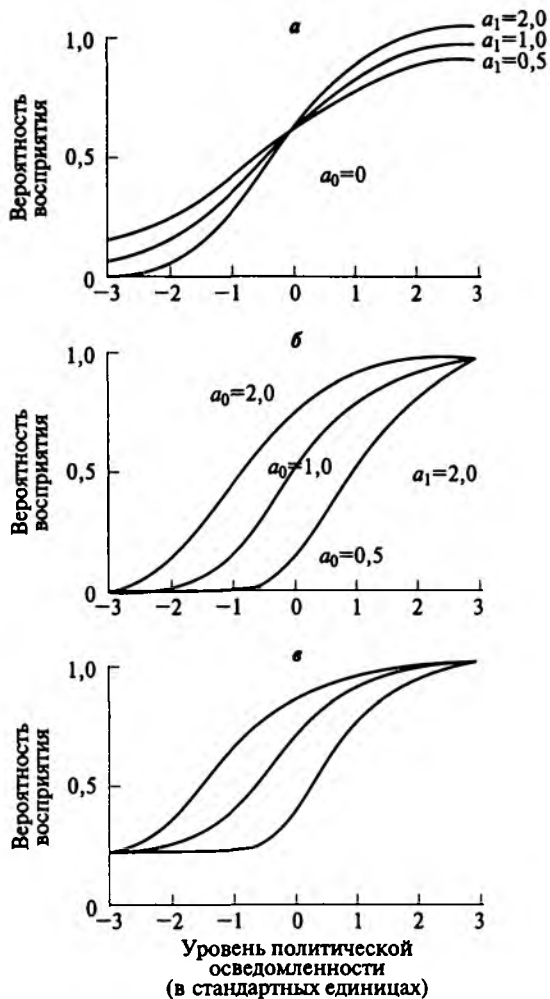 а
a₁=2,0
a₁=1,0
a₁=0,5
1,0
0,5
0
a₀=0
Вероятность
восприятия
−3 −2 −1 0 1 2 3
б
1,0
0,5
0
a₀=2,0
a₀=1,0
a₁=2,0
a₀=0,5
Вероятность
восприятия
−3 −2 −1 0 1 2 3
в
1,0
0,5
0
Вероятность
восприятия
−3 −2 −1 0 1 2 3
Уровень политической
осведомленности
(в стандартных единицах)